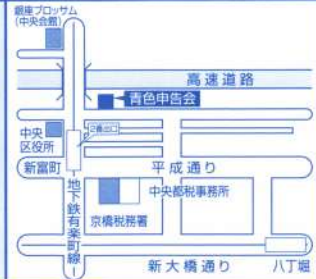 銀座ブロッサム
(中央会館)
高速道路
青色申告会
中央
区役所
2番出口
新富町
平成通り
地下鉄有楽町線
中央都税事務所
京橋税務署
新大橋通り
八丁堀